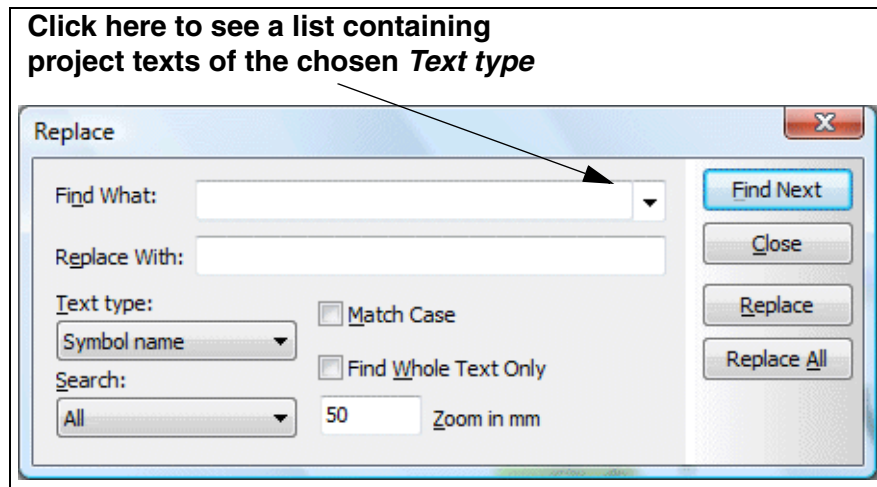 Click here to see a list containing
project texts of the chosen Text type
Replace
Find What:
Find Next
Replace With:
Close
Text type:
Match Case
Replace
Symbol name
Find Whole Text Only
Replace All
Search:
All
50 Zoom in mm